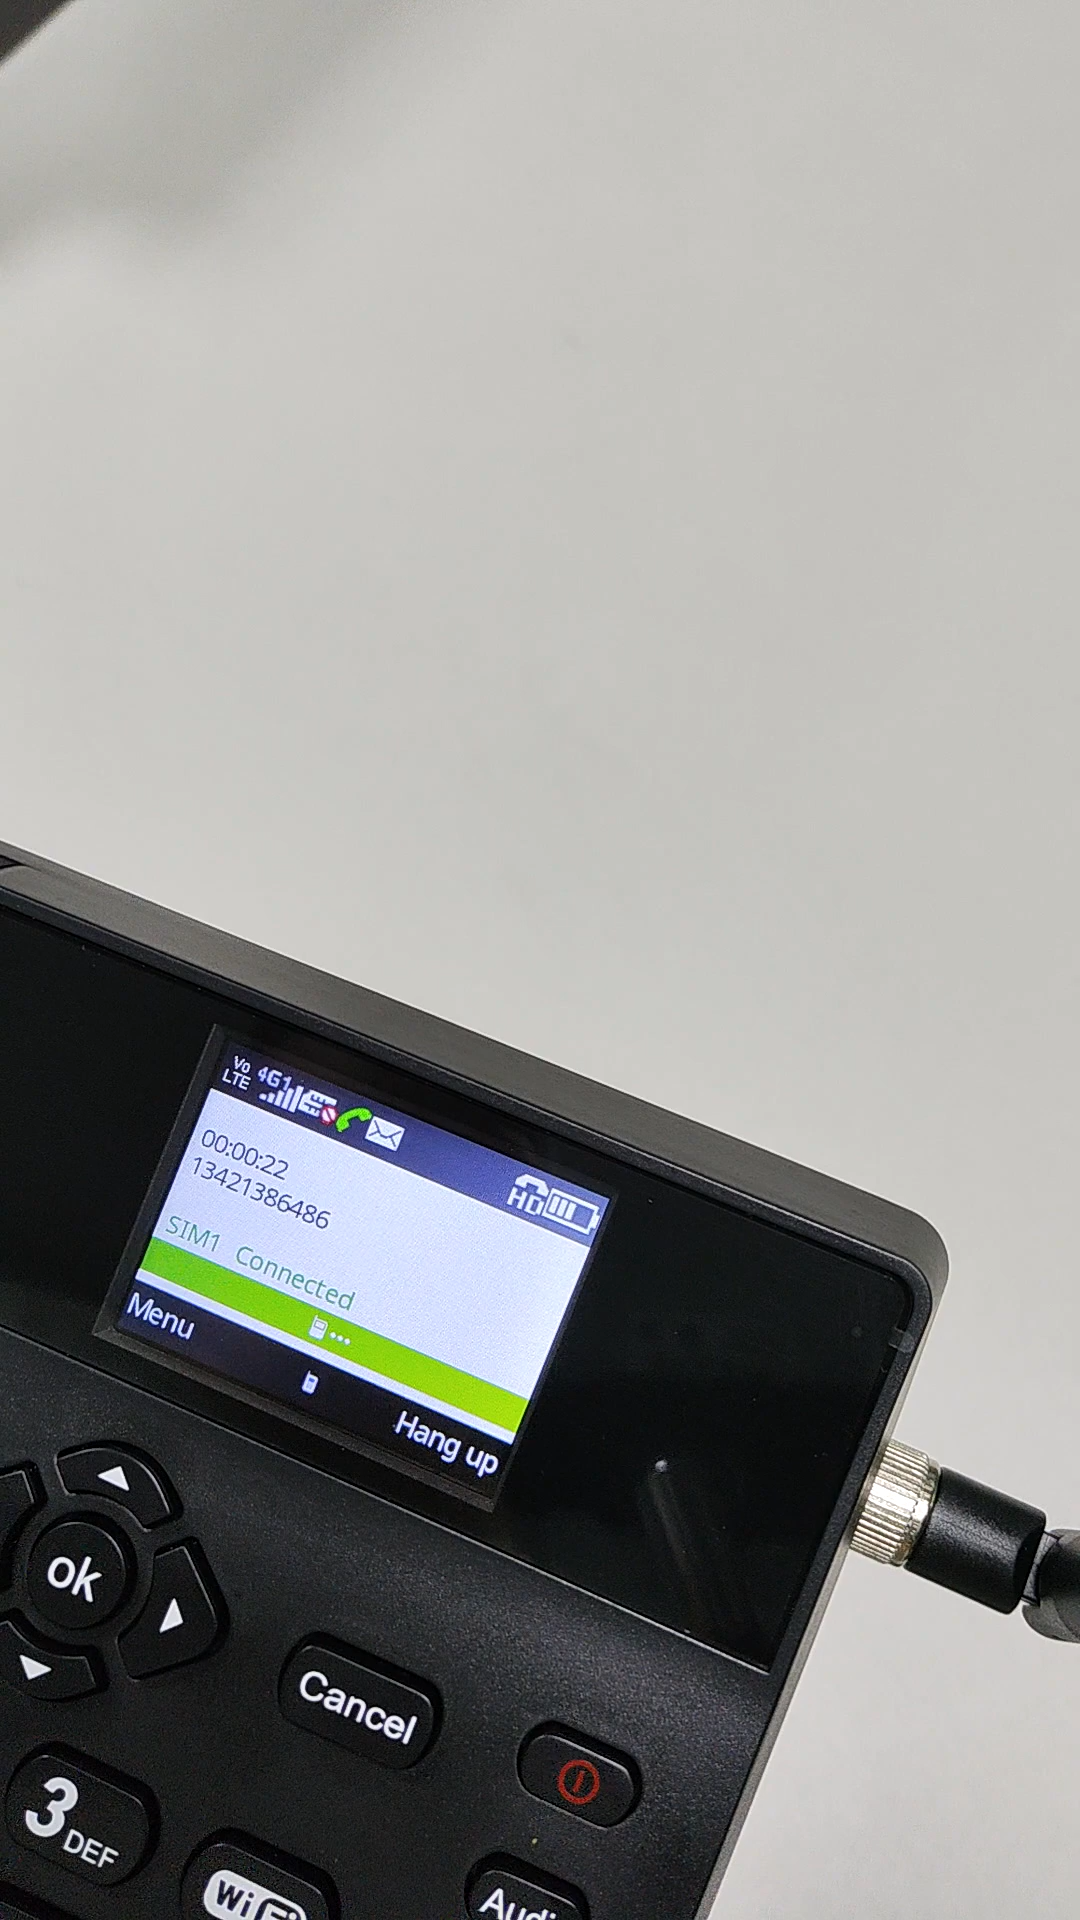 Vo
LTE
4G1
HD
00:00:22
13421386486
SIM1 Connected
Menu
Hang up
ok
Cancel
3 DEF
WiFi